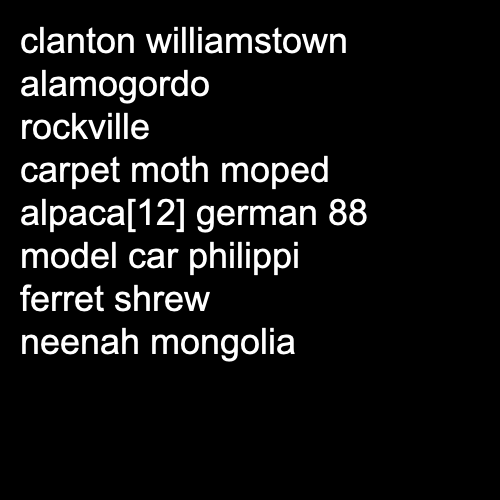 clanton williamstown
alamogordo
rockville
carpet moth moped
alpaca[12] german 88
model car philippi
ferret shrew
neenah mongolia